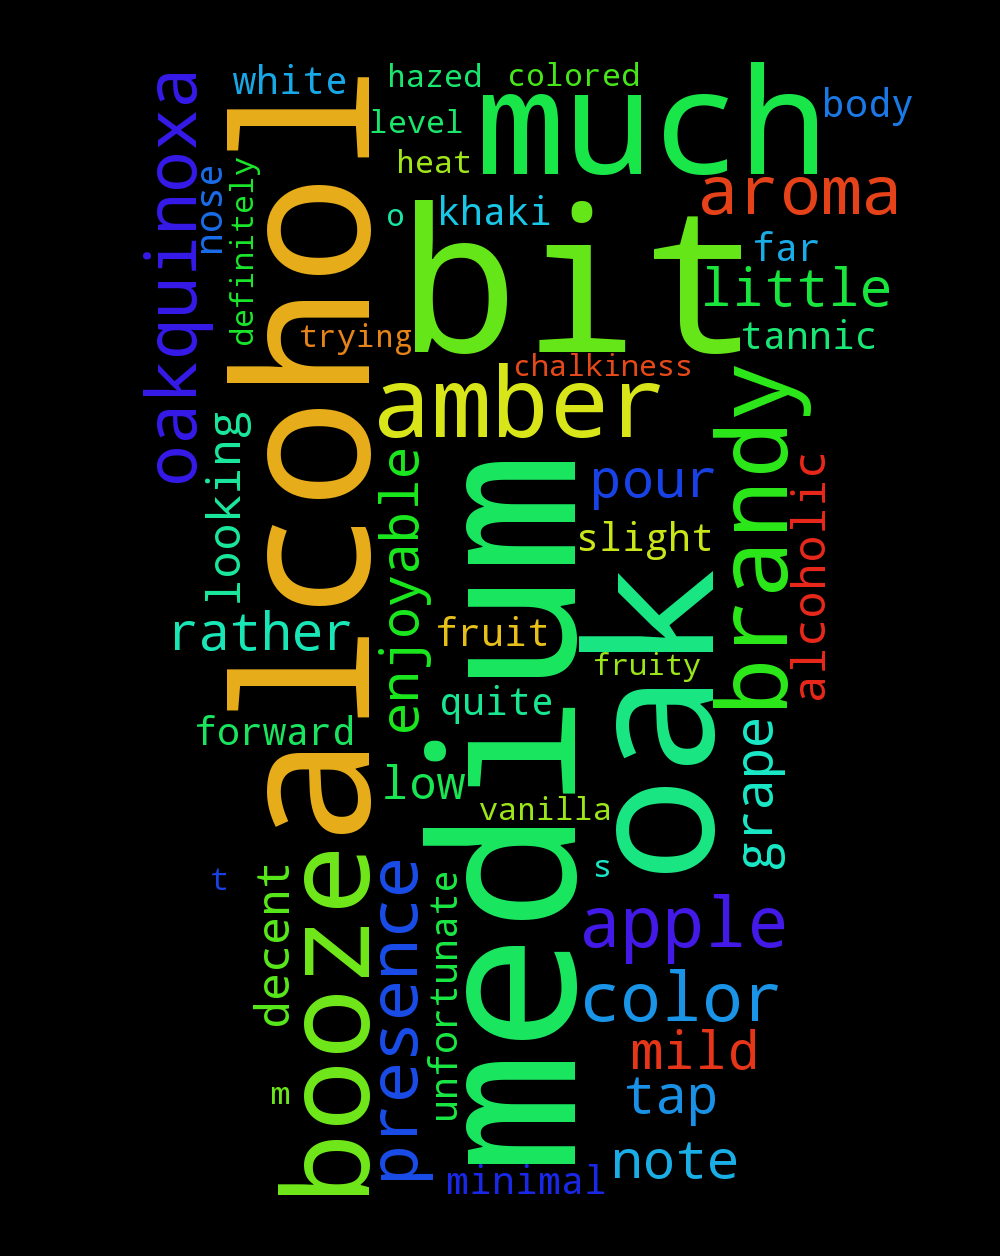 white
hazed
colored
much
body
level
heat
aroma
oakquinoxa
nose
definitely
alcohol
o
khaki
bit
far
little
trying
tannic
chalkiness
amber
brandy
looking
enjoyable
medium
pour
alcoholic
slight
oak
rather
fruit
fruity
quite
forward
grape
low
vanilla
booze
t
s
decent
presence
unfortunate
apple
color
mild
m
tap
note
minimal